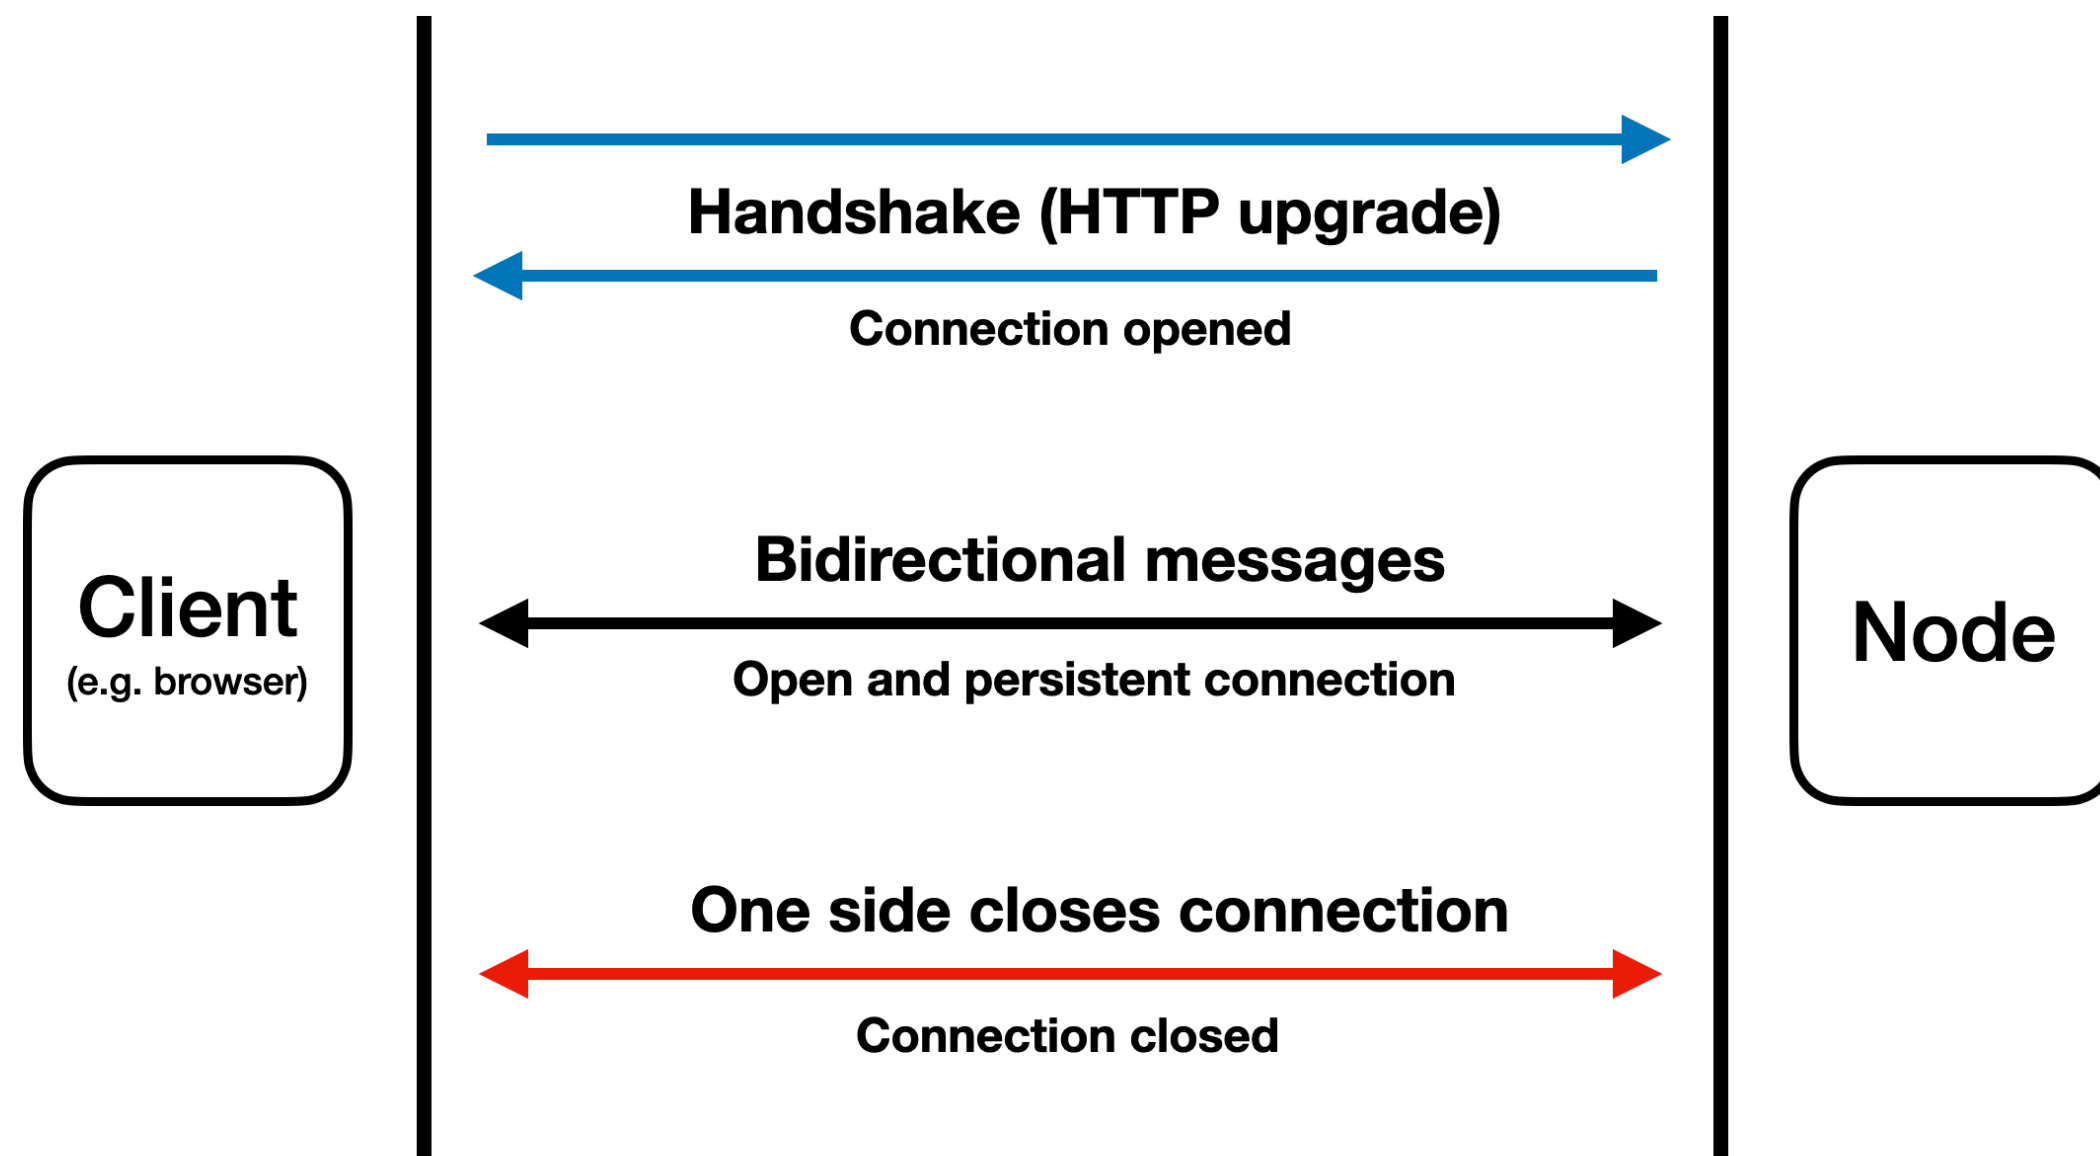 Handshake (HTTP upgrade)
Connection opened
Client
(e.g. browser)
Bidirectional messages
Open and persistent connection
Node
One side closes connection
Connection closed